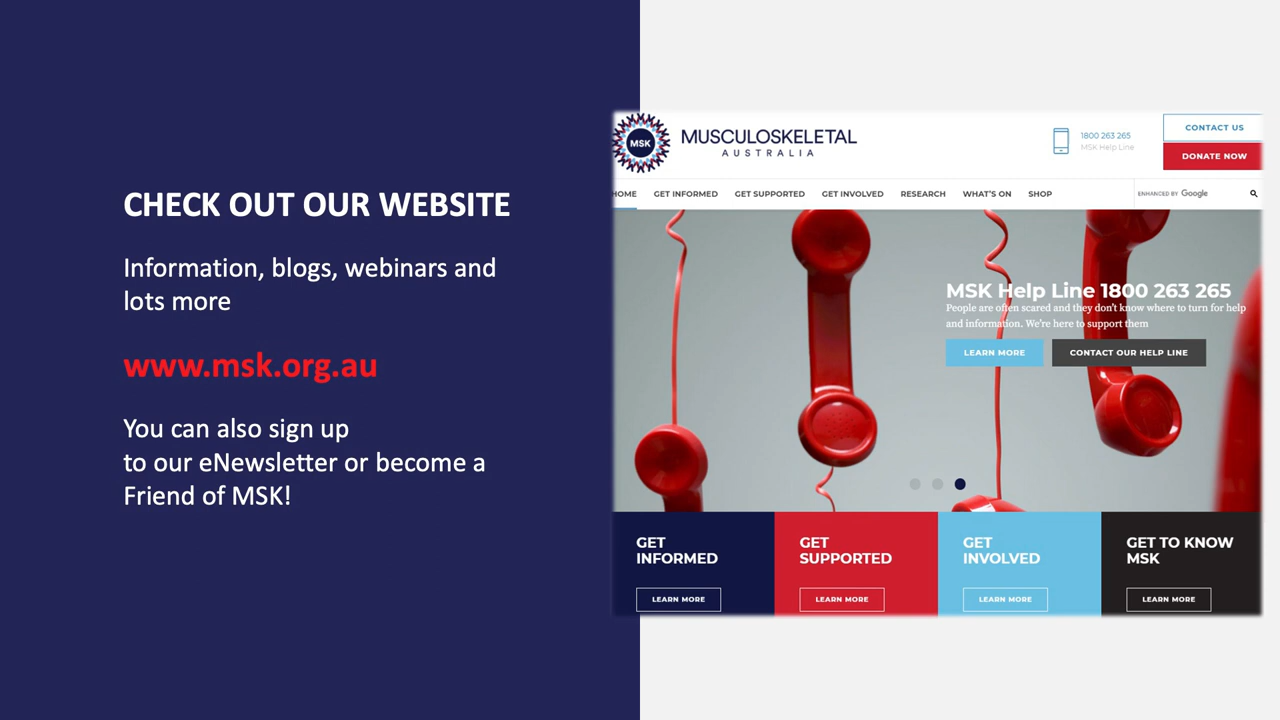 CHECK OUT OUR WEBSITE
Information, blogs, webinars and
lots more
www.msk.org.au
You can also sign up
to our eNewsletter or become a
Friend of MSK!
MSK
MUSCULOSKELETAL
AUSTRALIA
1800 263 265
MSK Help Line
CONTACT US
DONATE NOW
HOME GET INFORMED GET SUPPORTED GET INVOLVED RESEARCH WHAT'S ON SHOP
ENHANCED BY Google
MSK Help Line 1800 263 265
People are often scared and they don't know where to turn for help
and information. We're here to support them
LEARN MORE CONTACT OUR HELP LINE
GET
INFORMED
LEARN MORE
GET
SUPPORTED
LEARN MORE
GET
INVOLVED
LEARN MORE
GET TO KNOW
MSK
LEARN MORE